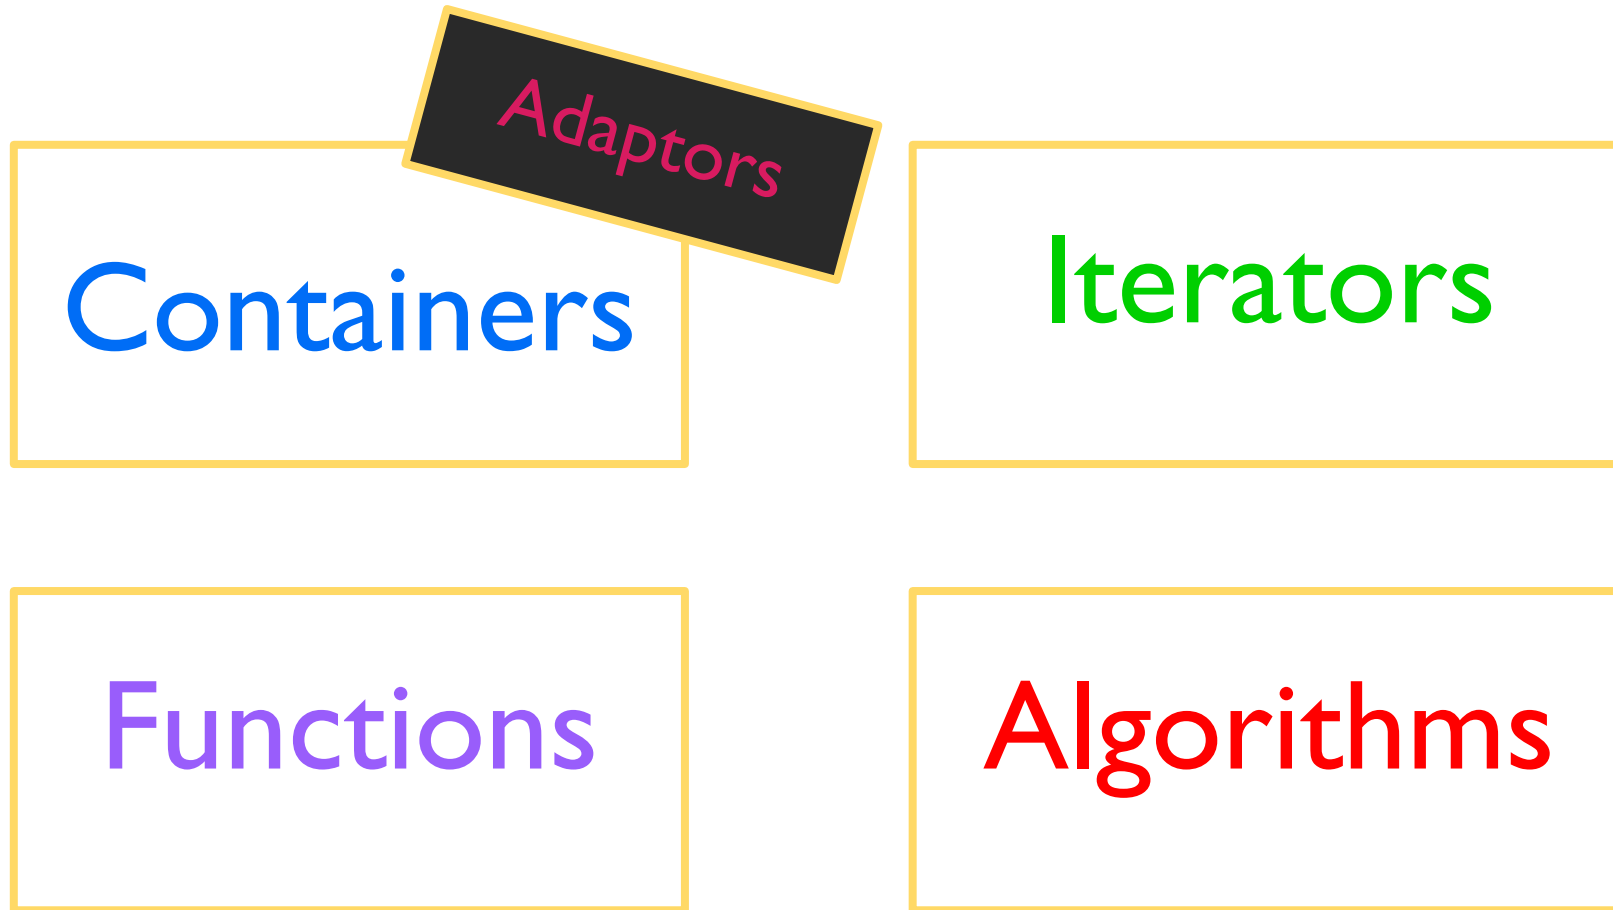 Adaptors
Containers
Iterators
Functions
Algorithms